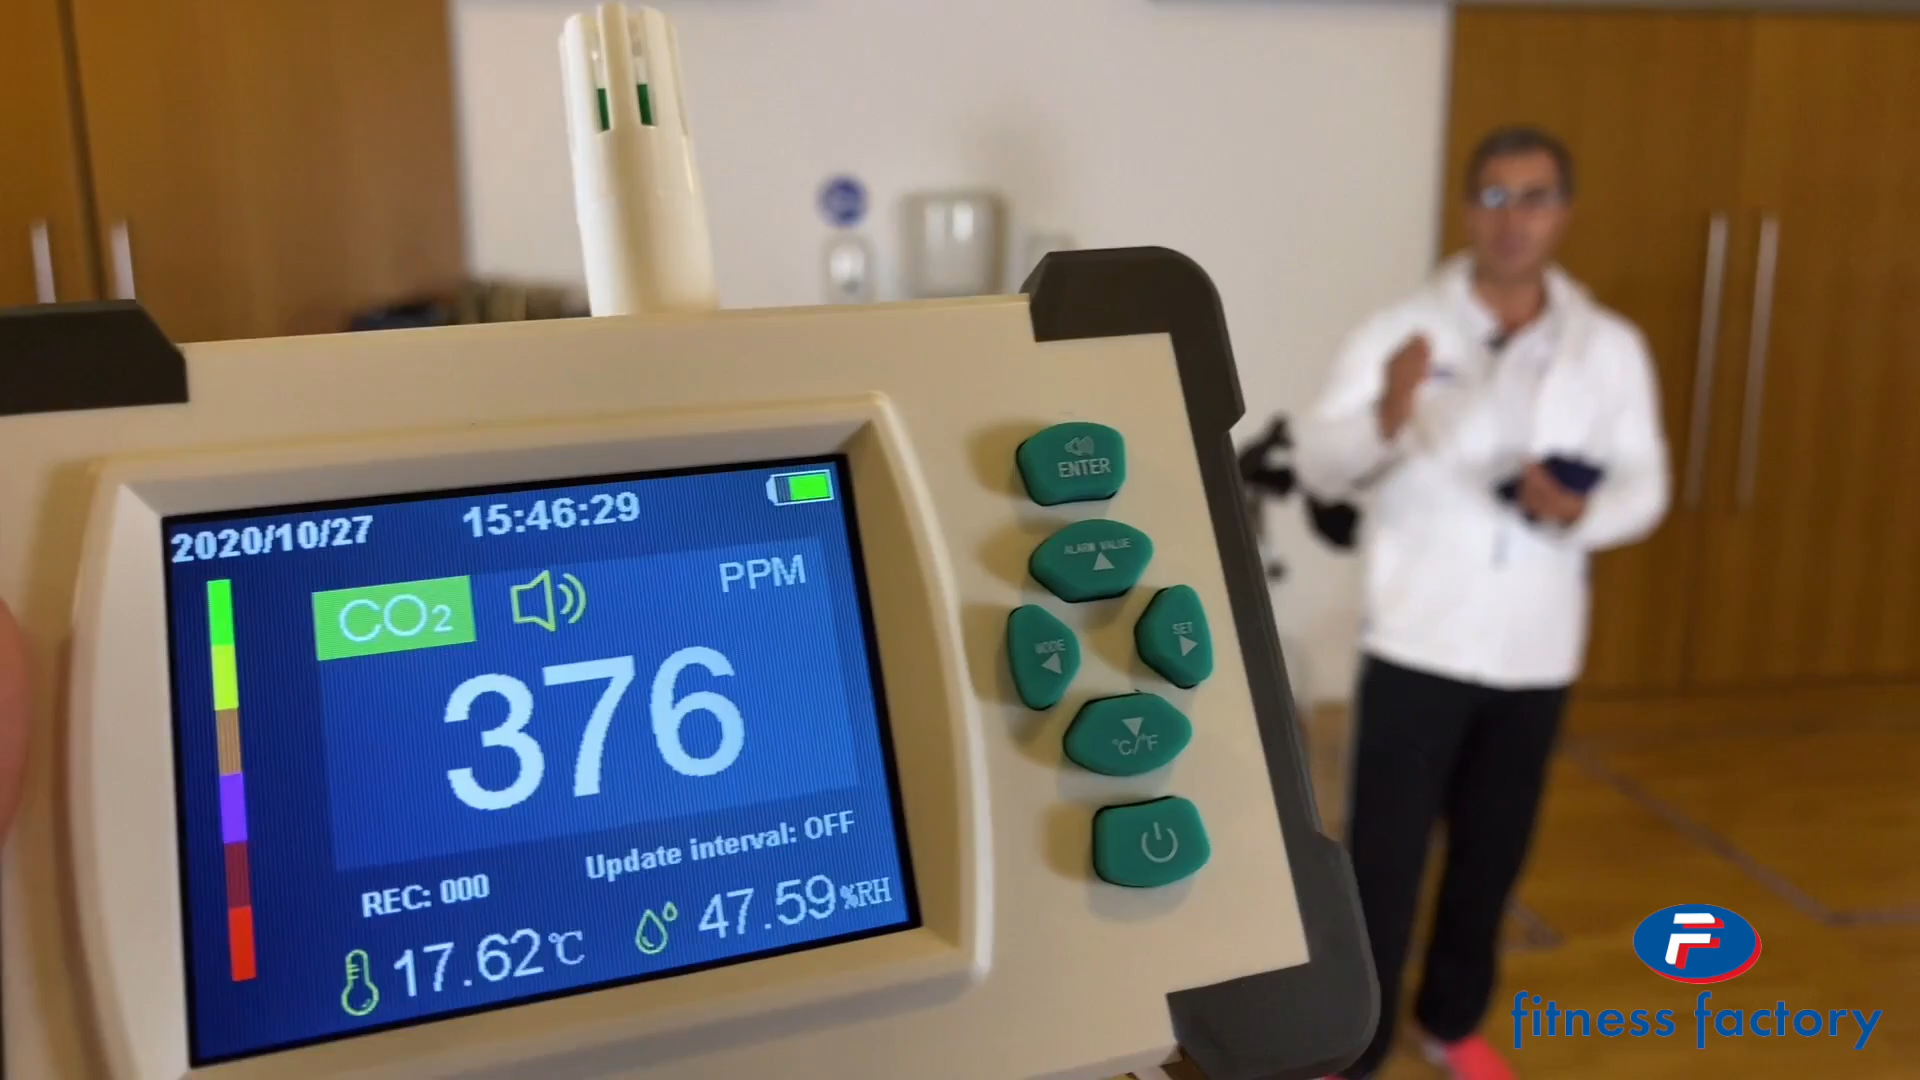 2020/10/27 15:46:29
CO₂ PPM
376
Update interval: OFF
REC: 000
17.62℃ 47.59%RH
ENTER
ALARM VALUE
MODE
SET
℃/℉
F
fitness factory